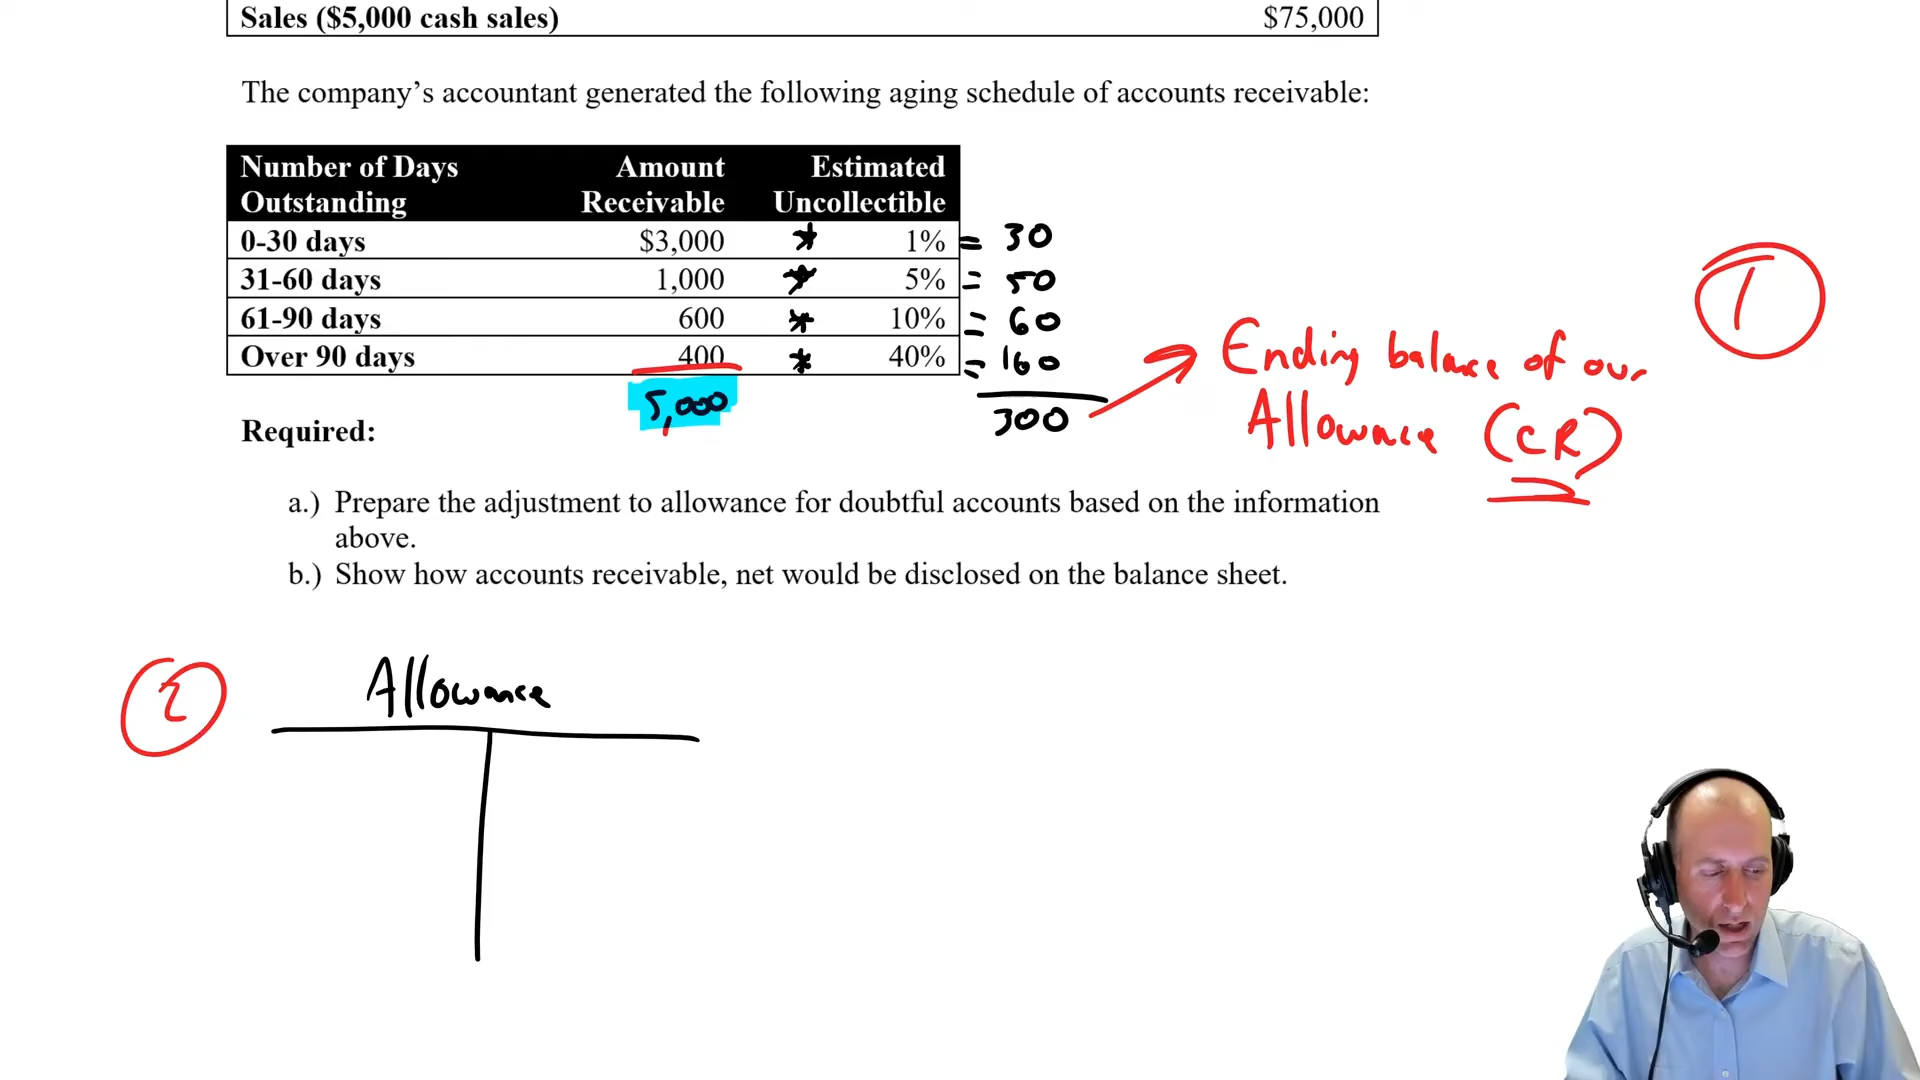 Sales ($5,000 cash sales) $75,000
The company’s accountant generated the following aging schedule of accounts receivable:
Number of Days Outstanding Amount Receivable Estimated Uncollectible
0-30 days $3,000 * 1% = 30
31-60 days 1,000 * 5% = 50
61-90 days 600 * 10% = 60
Over 90 days 400 * 40% = 160
5,000
300
Ending balance of our
Allowance (CR)
1
Required:
a.) Prepare the adjustment to allowance for doubtful accounts based on the information
above.
b.) Show how accounts receivable, net would be disclosed on the balance sheet.
2
Allowance